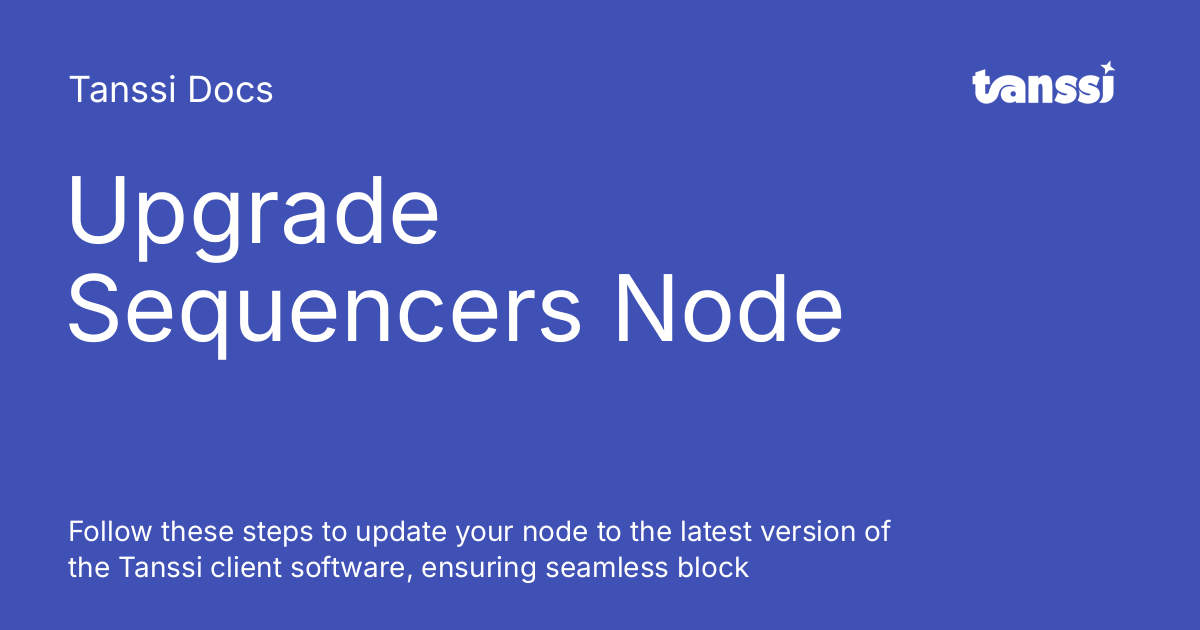 Tanssi Docs
tanssi
Upgrade
Sequencers Node
Follow these steps to update your node to the latest version of
the Tanssi client software, ensuring seamless block